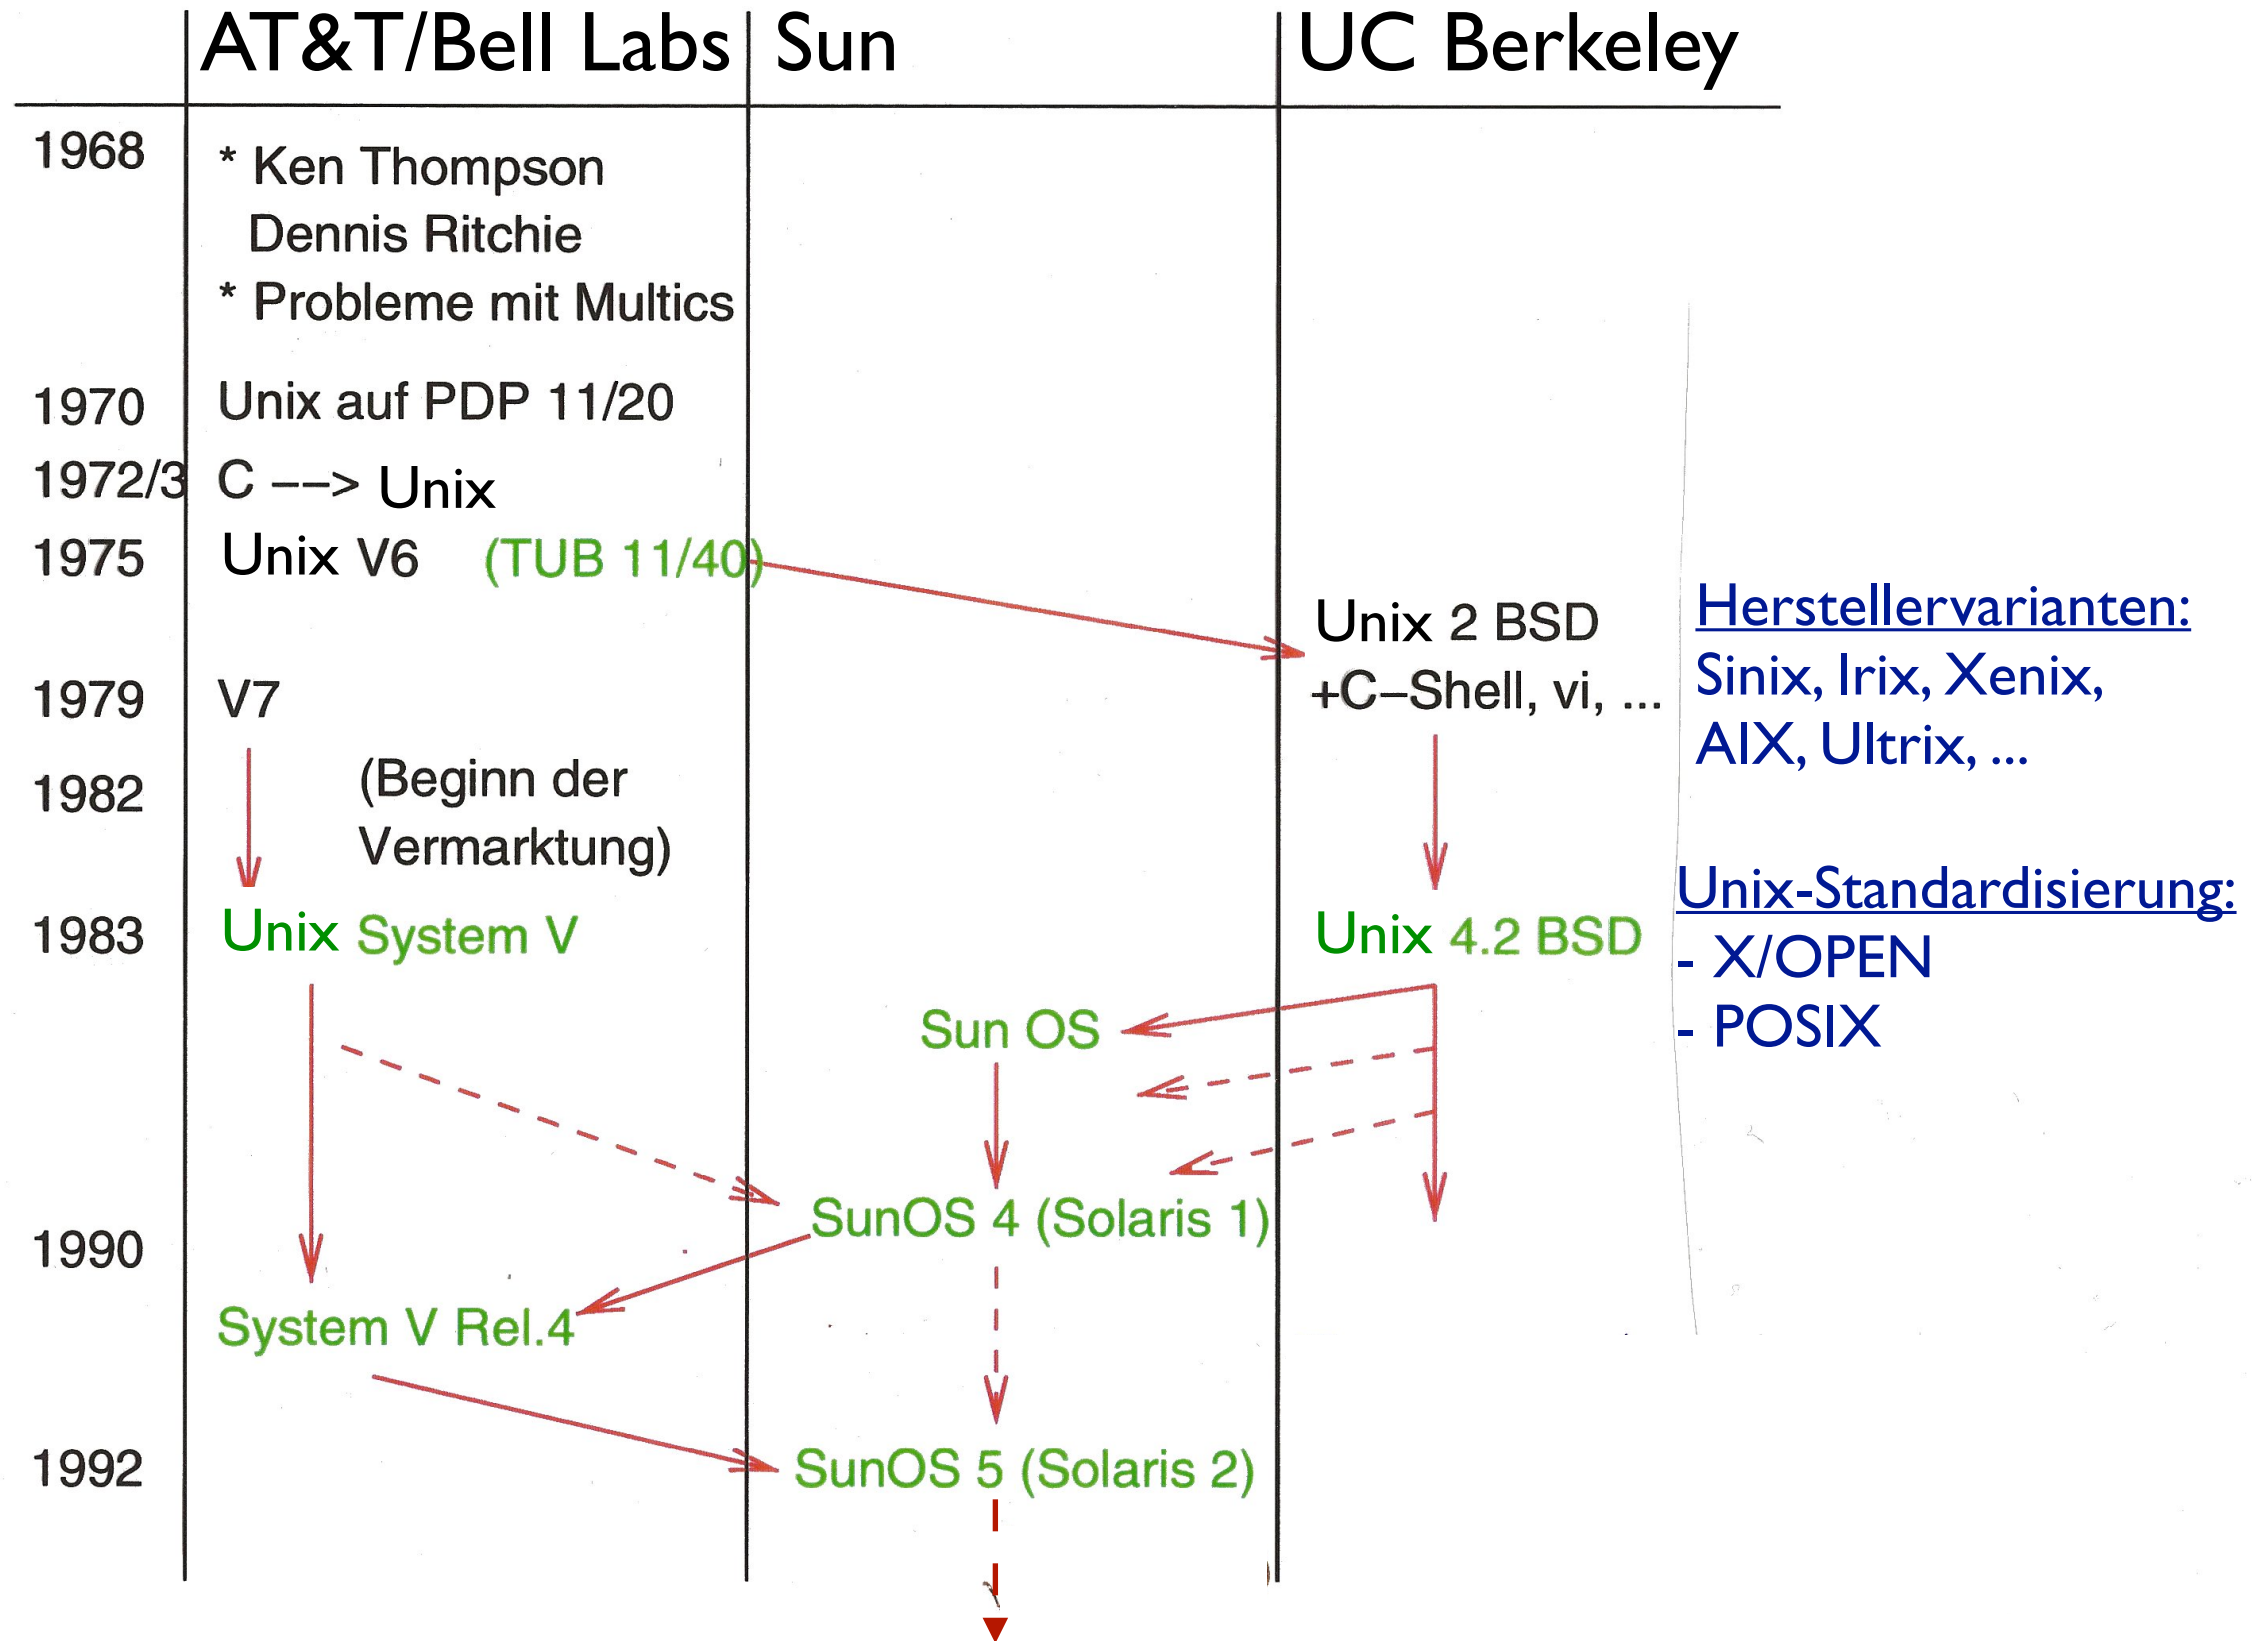 AT&T/Bell Labs Sun UC Berkeley
1968 * Ken Thompson
Dennis Ritchie
* Probleme mit Multics
1970 Unix auf PDP 11/20
1972/3 C --> Unix
1975 Unix V6 (TUB 11/40)
Unix 2 BSD
1979 V7 +C-Shell, vi, ...
1982 (Beginn der
Vermarktung)
1983 Unix System V Unix 4.2 BSD
Sun OS
SunOS 4 (Solaris 1)
1990
System V Rel.4
1992 SunOS 5 (Solaris 2)
Herstellervarianten:
Sinix, Irix, Xenix,
AIX, Ultrix, ...
Unix-Standardisierung:
- X/OPEN
- POSIX